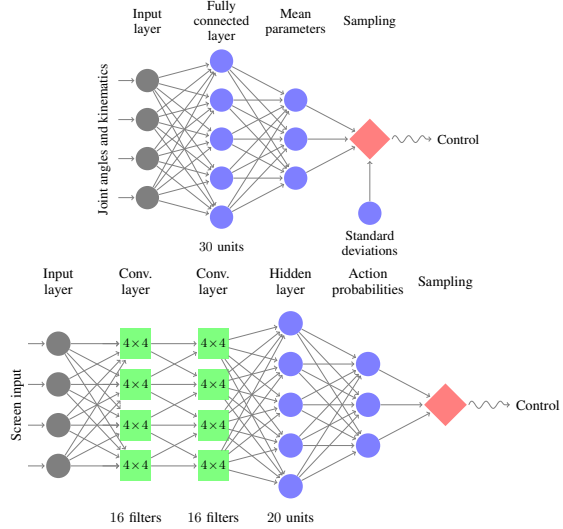 Input
layer
Fully
connected
layer
Mean
parameters
Sampling
Joint angles and kinematics
Control
30 units
Standard
deviations
Input
layer
Conv.
layer
Conv.
layer
Hidden
layer
Action
probabilities
Sampling
Screen input
4×4
4×4
4×4
4×4
4×4
4×4
4×4
4×4
Control
16 filters
16 filters
20 units